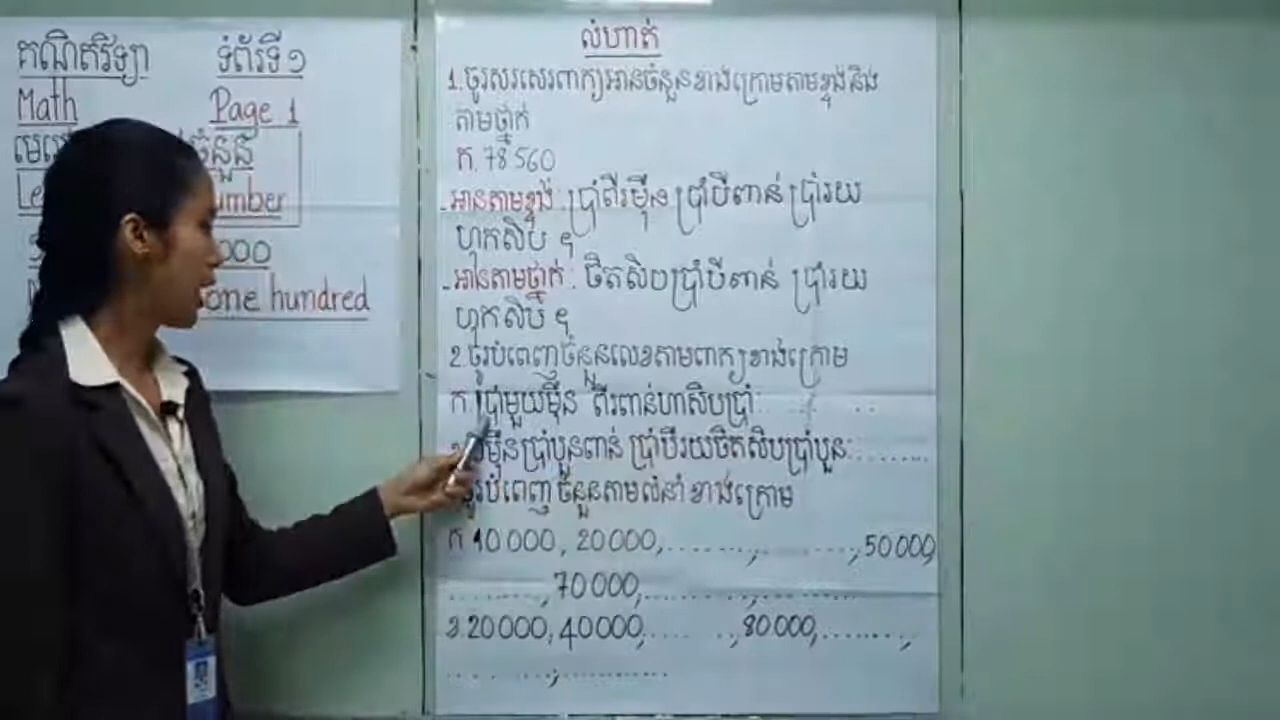 គណិតវិទ្យា ទំព័រទី១
Math Page 1
ចំនួន
umber
000
one hundred
លំហាត់
1.ចូរសរសេរពាក្យអានចំនួនខាងក្រោមតាមខ្ទង់ និង
តាមថ្នាក់
ក. 78 560
-អានតាមខ្ទង់ : ប្រាំពីរម៉ឺន ប្រាំបីពាន់ ប្រាំរយ
ហុកសិប ។
-អានតាមថ្នាក់ : ចិតសិបប្រាំបីពាន់ ប្រាំរយ
ហុកសិប ។
2.ចូរបំពេញចំនួនលេខតាមពាក្យខាងក្រោម
ក. ប្រាំមួយម៉ឺន ពីរពាន់ហាសិបប្រាំ
ម៉ឺនប្រាំបួនពាន់ ប្រាំបីរយចិតសិបប្រាំបួន:........
ចូរបំពេញចំនួនតាមលំនាំខាងក្រោម
ក 10 000, 20 000,........,........,50 000,
........,70 000,........,........
ខ.20 000, 40 000,........,80 000,........,
........,........